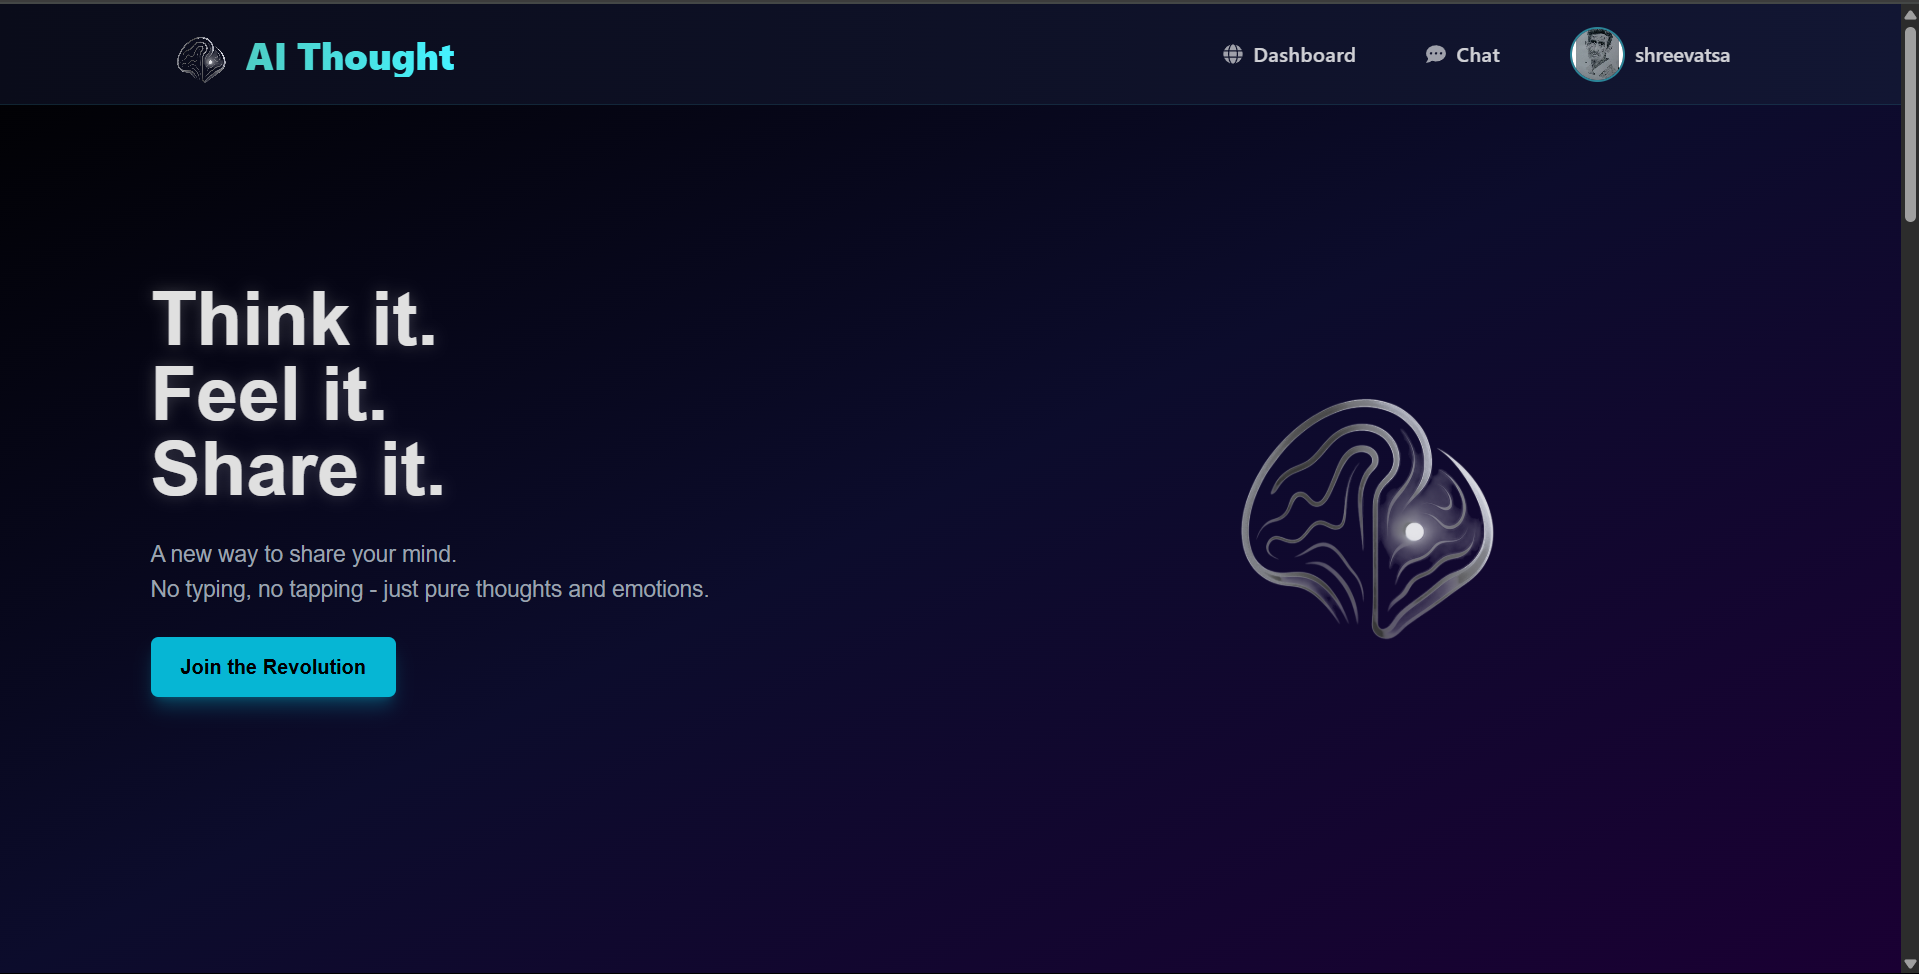 AI Thought
Dashboard
Chat
shreevatsa
Think it.
Feel it.
Share it.
A new way to share your mind.
No typing, no tapping - just pure thoughts and emotions.
Join the Revolution